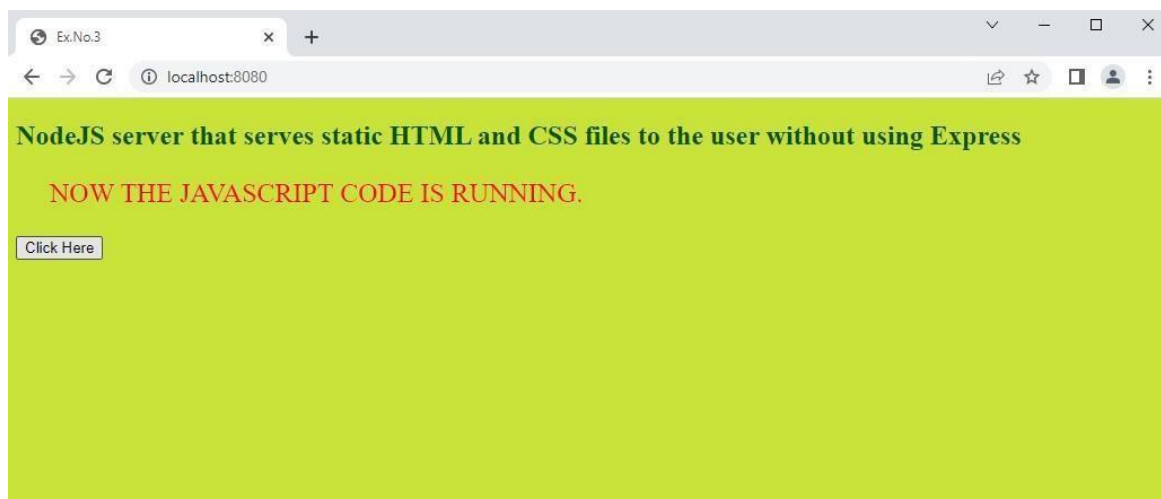 Ex.No.3
localhost:8080
NodeJS server that serves static HTML and CSS files to the user without using Express
NOW THE JAVASCRIPT CODE IS RUNNING.
Click Here